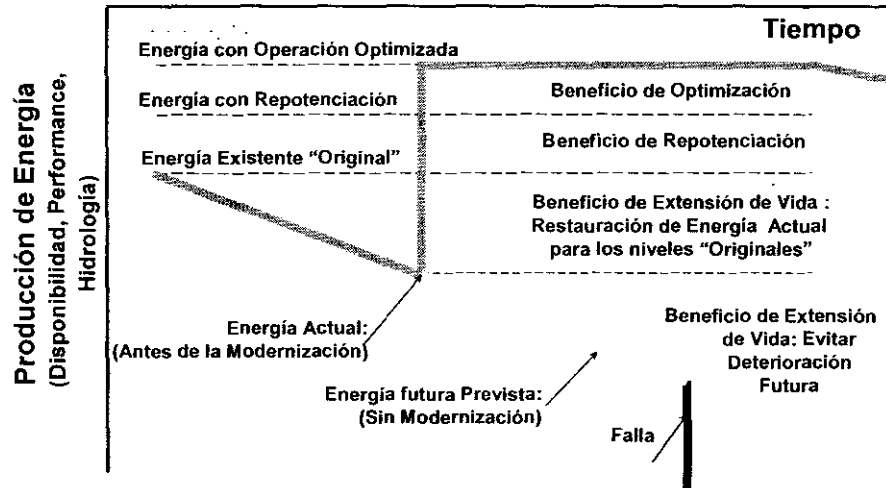 Tiempo
Energía con Operación Optimizada
Energía con Repotenciación
Energía Existente “Original”
Beneficio de Optimización
Beneficio de Repotenciación
Beneficio de Extensión de Vida :
Restauración de Energía Actual
para los niveles “Originales”
Producción de Energía
(Disponibilidad, Performance,
Hidrología)
Energía Actual:
(Antes de la Modernización)
Energía futura Prevista:
(Sin Modernización)
Beneficio de Extensión
de Vida: Evitar
Deterioración
Futura
Falla